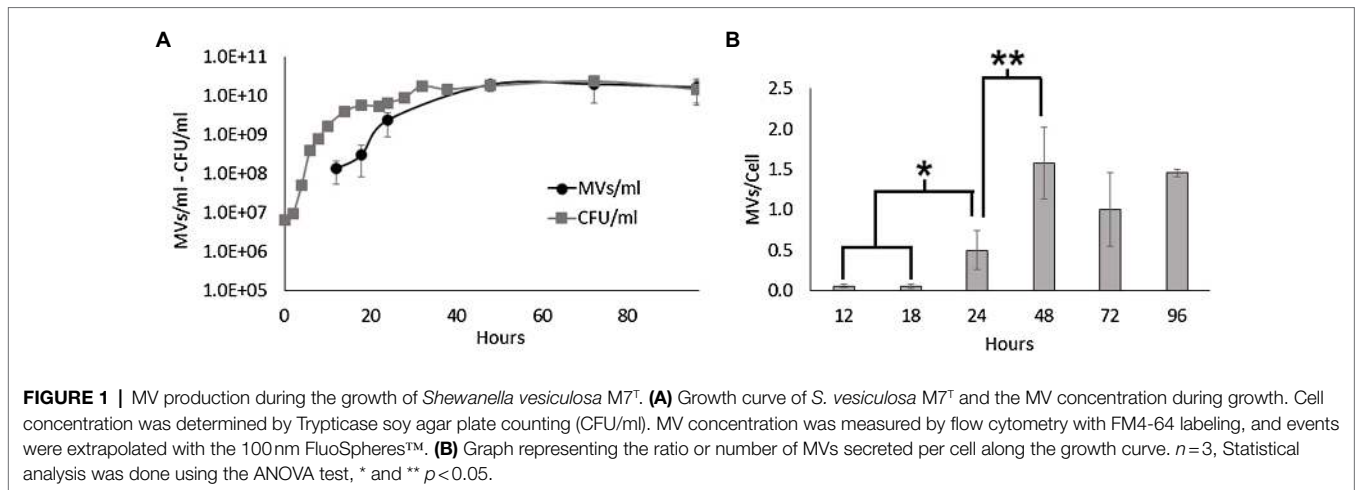 A
1.0E+11
1.0E+10
1.0E+09
1.0E+08
1.0E+07
1.0E+06
1.0E+05
MVs/ml - CFU/ml
MVs/ml
CFU/ml
0 20 40 60 80
Hours
B
2.5
2.0
1.5
1.0
0.5
0.0
MVs/Cell
*
**
12 18 24 48 72 96
Hours
FIGURE 1 | MV production during the growth of Shewanella vesiculosa M7ᵀ. (A) Growth curve of S. vesiculosa M7ᵀ and the MV concentration during growth. Cell
concentration was determined by Trypticase soy agar plate counting (CFU/ml). MV concentration was measured by flow cytometry with FM4-64 labeling, and events
were extrapolated with the 100 nm FluoSpheres™. (B) Graph representing the ratio or number of MVs secreted per cell along the growth curve. n = 3, Statistical
analysis was done using the ANOVA test, * and ** p < 0.05.